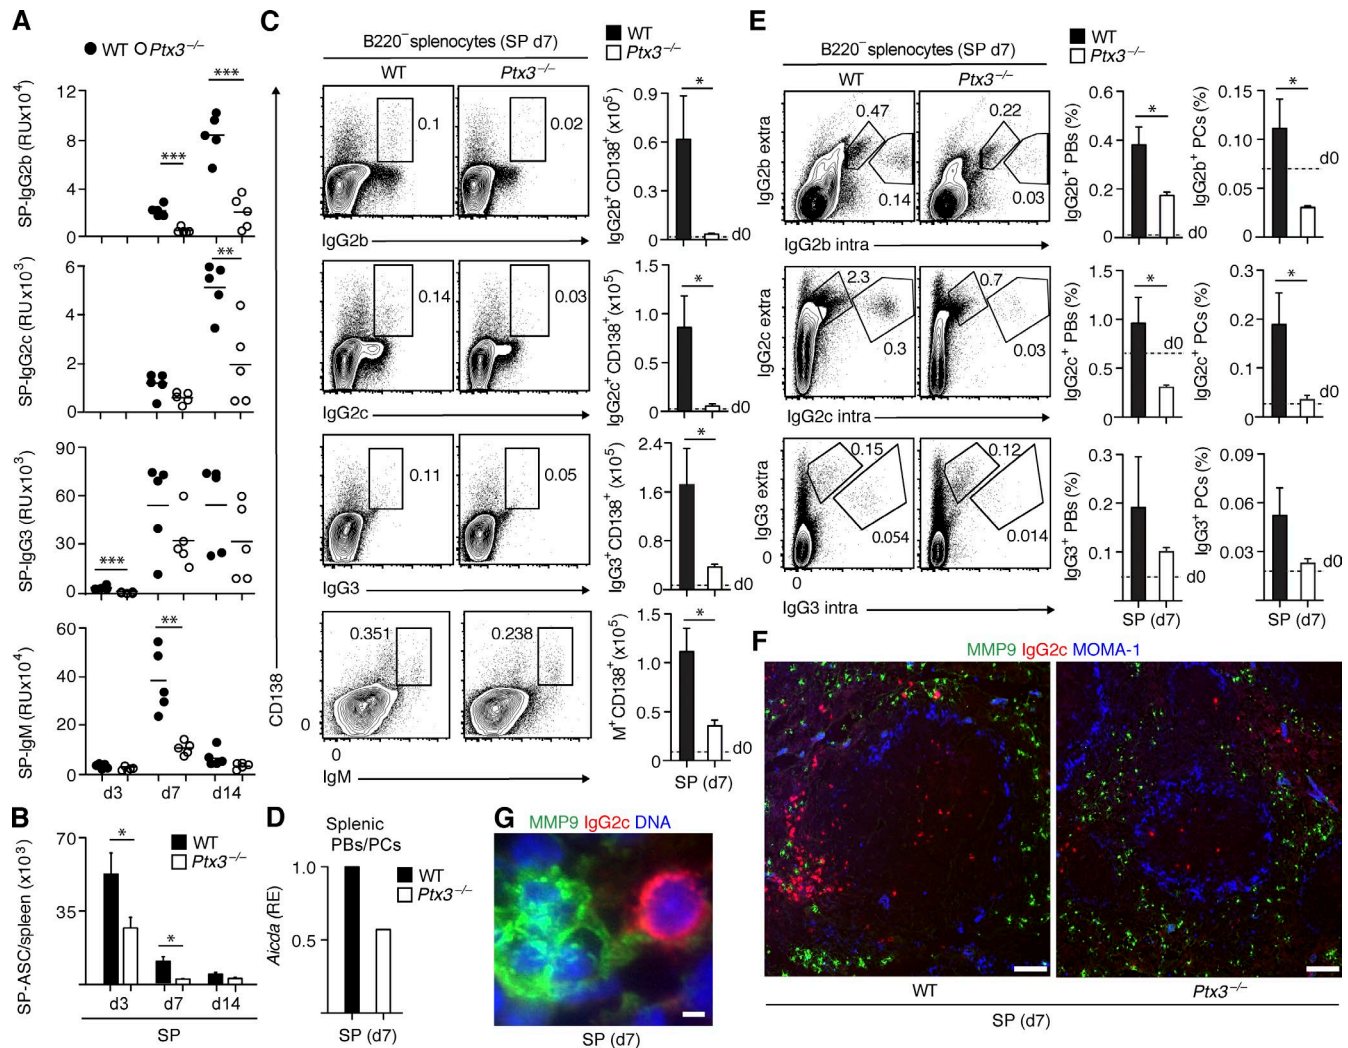 A
WT Ptx3−/−
SP-IgG2b (RUx10⁴)
12
8
4
0
***
***
SP-IgG2c (RUx10³)
6
4
2
0
**
SP-IgG3 (RUx10³)
90
60
30
0
***
SP-IgM (RUx10⁴)
60
40
20
0
**
d3 d7 d14
B
WT
Ptx3−/−
SP-ASC/spleen (x10³)
70
35
* *
d3 d7 d14
SP
C
B220⁻ splenocytes (SP d7)
WT Ptx3−/−
WT
Ptx3−/−
0.1 0.02
IgG2b
IgG2b⁺ CD138⁺ (x10⁵)
0.9
0.6
0.3
0
*
d0
0.14 0.03
IgG2c
IgG2c⁺ CD138⁺ (x10⁵)
1.5
1.0
0.5
0
*
d0
0.11 0.05
IgG3
IgG3⁺ CD138⁺ (x10⁵)
2.4
1.6
0.8
0
*
d0
0.351 0.238
CD138
0
0
IgM
M⁺ CD138⁺ (x10⁵)
1.5
1.0
0.5
0
*
d0
SP (d7)
D
Splenic
PBs/PCs
WT
Ptx3−/−
Aicda (RE)
1.0
0.5
SP (d7)
E
B220⁻ splenocytes (SP d7)
WT Ptx3−/−
WT
Ptx3−/−
IgG2b extra
0.47 0.22
0.14 0.03
IgG2b intra
IgG2b⁺ PBs (%)
0.6
0.4
0.2
0
*
d0
IgG2b⁺ PCs (%)
0.15
0.10
0.05
0
*
d0
IgG2c extra
2.3 0.7
0.3 0.03
IgG2c intra
IgG2c⁺ PBs (%)
1.5
1.0
0.5
0
*
d0
IgG2c⁺ PCs (%)
0.3
0.2
0.1
0
*
d0
IgG3 extra
0.15 0.12
0.054 0.014
0
0
IgG3 intra
IgG3⁺ PBs (%)
0.3
0.2
0.1
d0
SP (d7)
IgG3⁺ PCs (%)
0.09
0.06
0.03
d0
SP (d7)
F
MMP9 IgG2c MOMA-1
WT Ptx3−/−
SP (d7)
G
MMP9 IgG2c DNA
SP (d7)